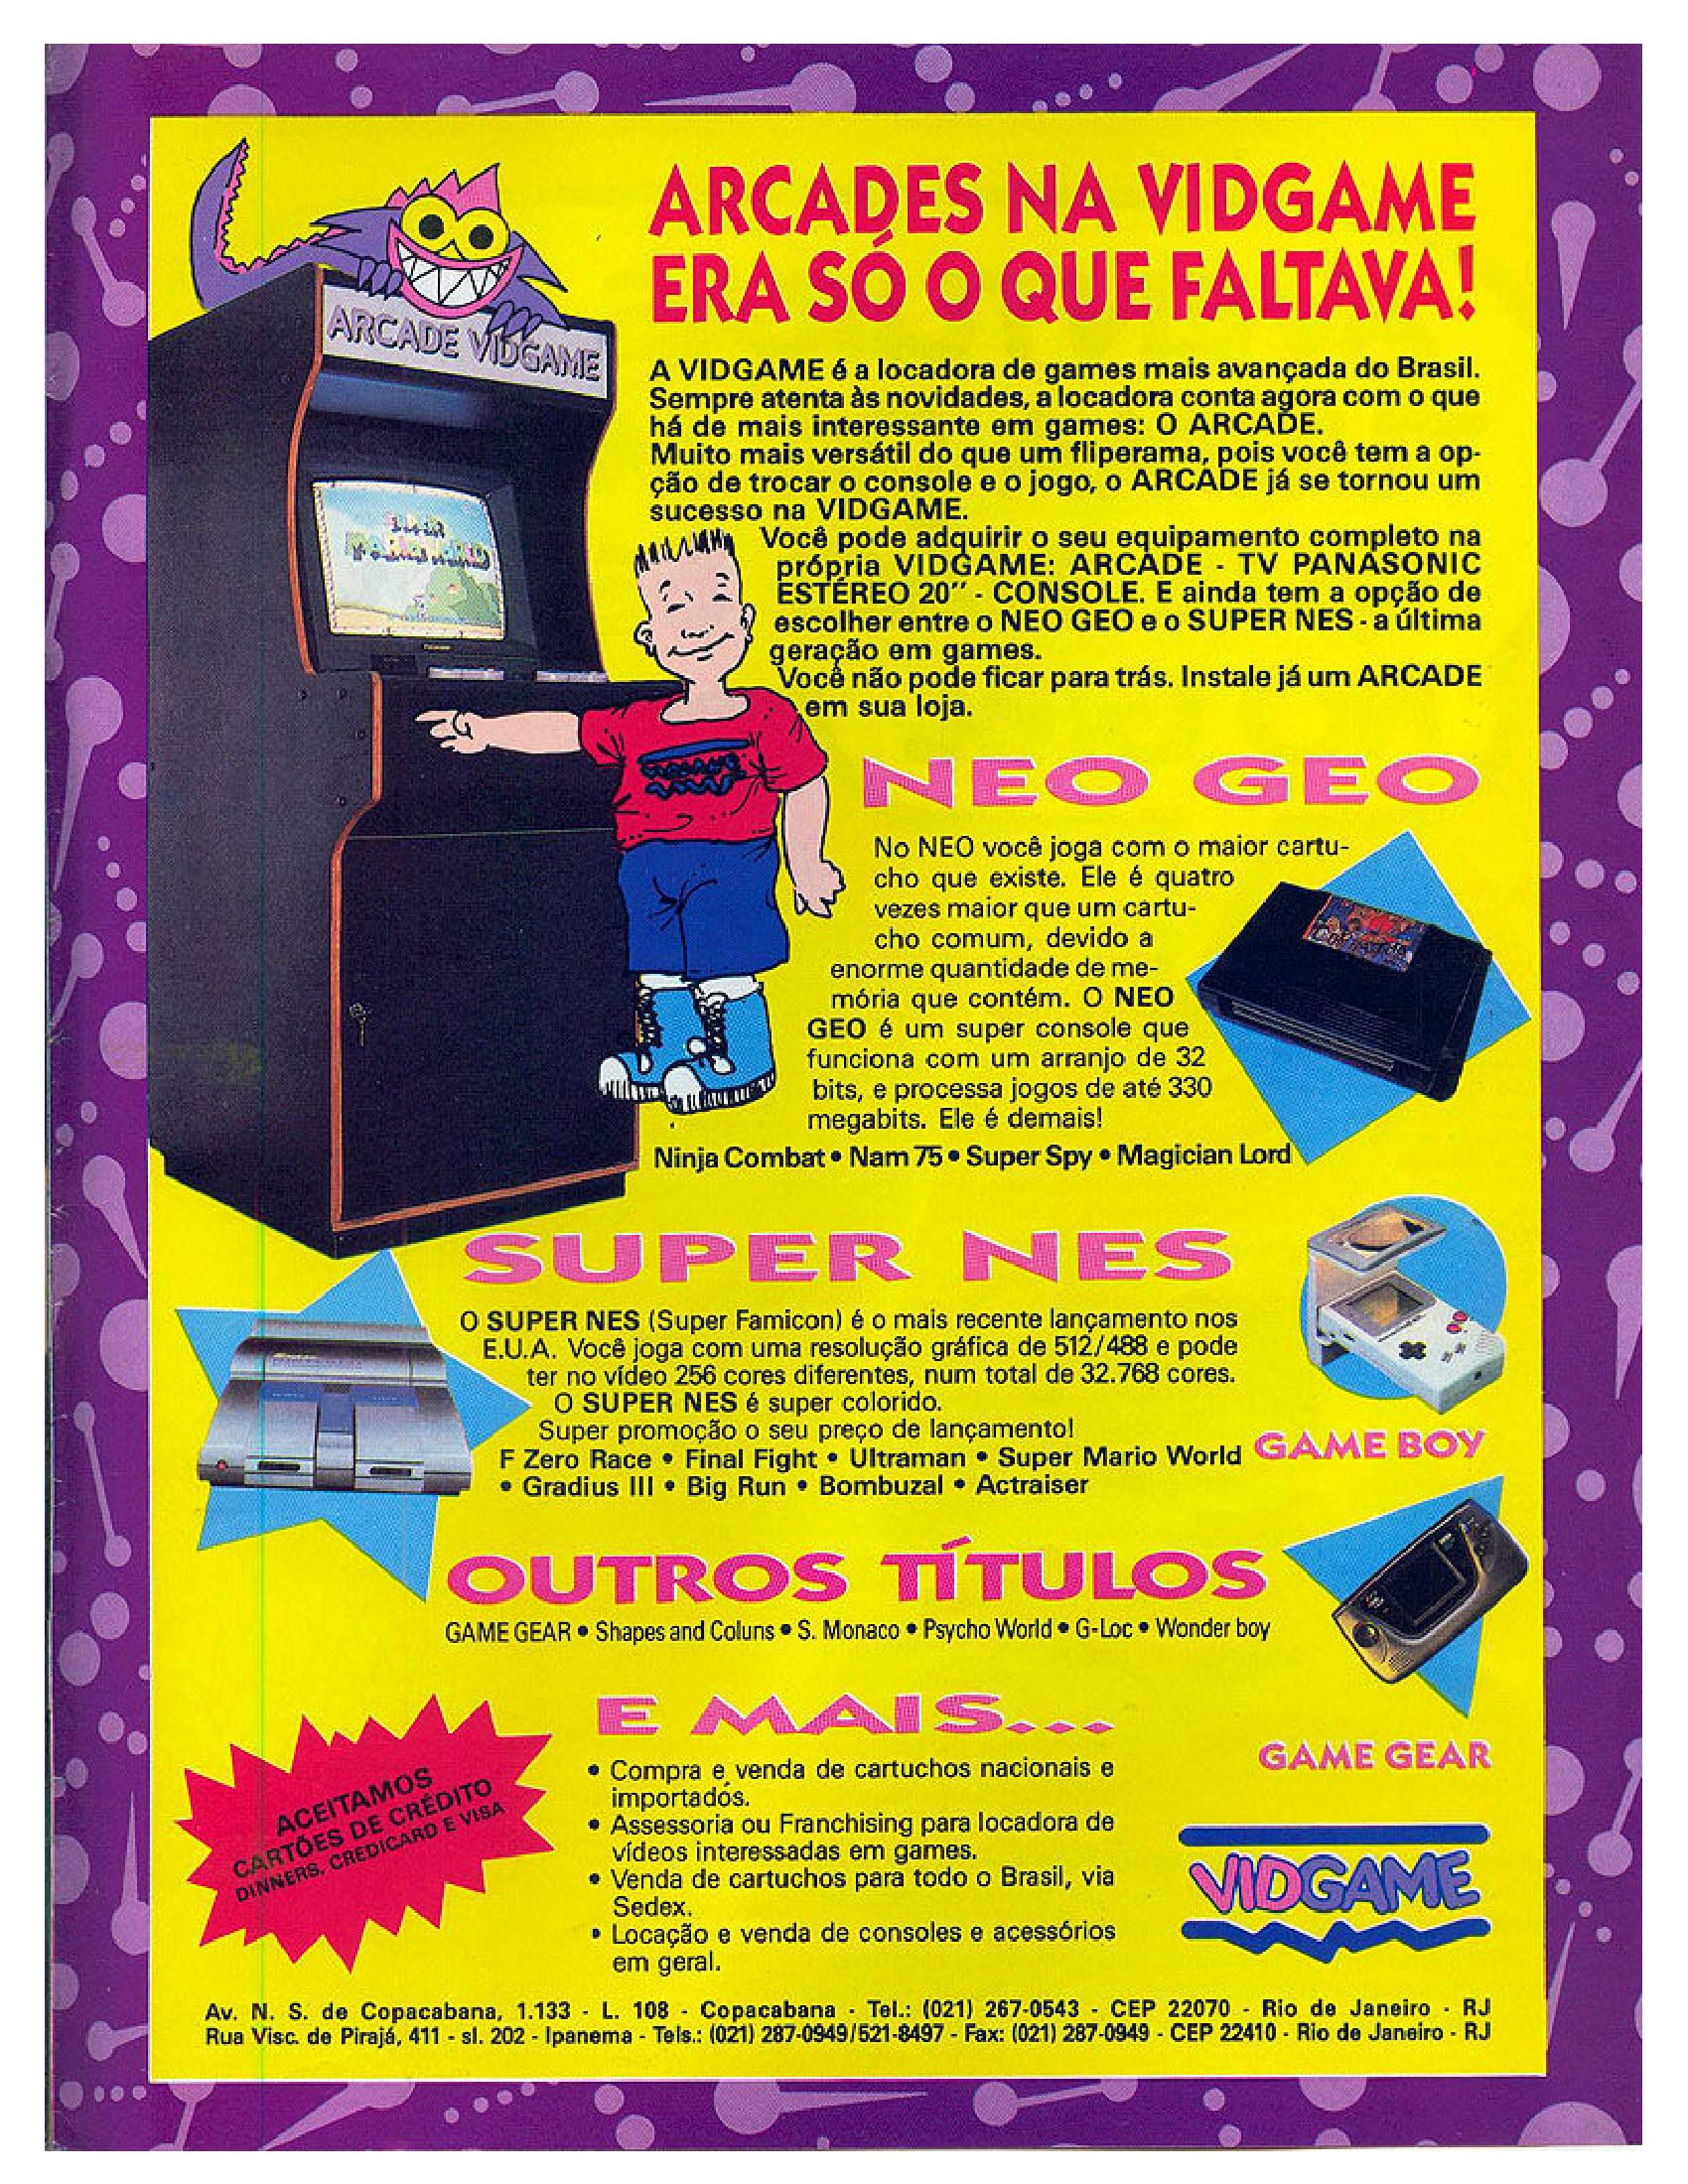 ARCADES NA VIDGAME
ERA SÓ O QUE FALTAVA!
ARCADE VIDGAME
A VIDGAME é a locadora de games mais avançada do Brasil.
Sempre atenta às novidades, a locadora conta agora com o que
há de mais interessante em games: O ARCADE.
Muito mais versátil do que um fliperama, pois você tem a op-
ção de trocar o console e o jogo, o ARCADE já se tornou um
sucesso na VIDGAME.
Você pode adquirir o seu equipamento completo na
própria VIDGAME: ARCADE - TV PANASONIC
ESTÉREO 20" - CONSOLE. E ainda tem a opção de
escolher entre o NEO GEO e o SUPER NES - a última
geração em games.
Você não pode ficar para trás. Instale já um ARCADE
em sua loja.
NEO GEO
No NEO você joga com o maior cartu-
cho que existe. Ele é quatro
vezes maior que um cartu-
cho comum, devido a
enorme quantidade de me-
mória que contém. O NEO
GEO é um super console que
funciona com um arranjo de 32
bits, e processa jogos de até 330
megabits. Ele é demais!
Ninja Combat • Nam 75 • Super Spy • Magician Lord
SUPER NES
O SUPER NES (Super Famicon) é o mais recente lançamento nos
E.U.A. Você joga com uma resolução gráfica de 512/488 e pode
ter no vídeo 256 cores diferentes, num total de 32.768 cores.
O SUPER NES é super colorido.
Super promoção o seu preço de lançamento!
F Zero Race • Final Fight • Ultraman • Super Mario World
• Gradius III • Big Run • Bombuzal • Actraiser
GAME BOY
OUTROS TÍTULOS
GAME GEAR • Shapes and Coluns • S. Monaco • Psycho World • G-Loc • Wonder boy
GAME GEAR
E MAIS...
• Compra e venda de cartuchos nacionais e
importados.
• Assessoria ou Franchising para locadora de
vídeos interessadas em games.
• Venda de cartuchos para todo o Brasil, via
Sedex.
• Locação e venda de consoles e acessórios
em geral.
ACEITAMOS
CARTÕES DE CRÉDITO
DINNERS, CREDICARD E VISA
VIDGAME
Av. N. S. de Copacabana, 1.133 - L. 108 - Copacabana - Tel.: (021) 267-0543 - CEP 22070 - Rio de Janeiro - RJ
Rua Visc. de Pirajá, 411 - sl. 202 - Ipanema - Tels.: (021) 287-0949/521-8497 - Fax: (021) 287-0949 - CEP 22410 - Rio de Janeiro - RJ